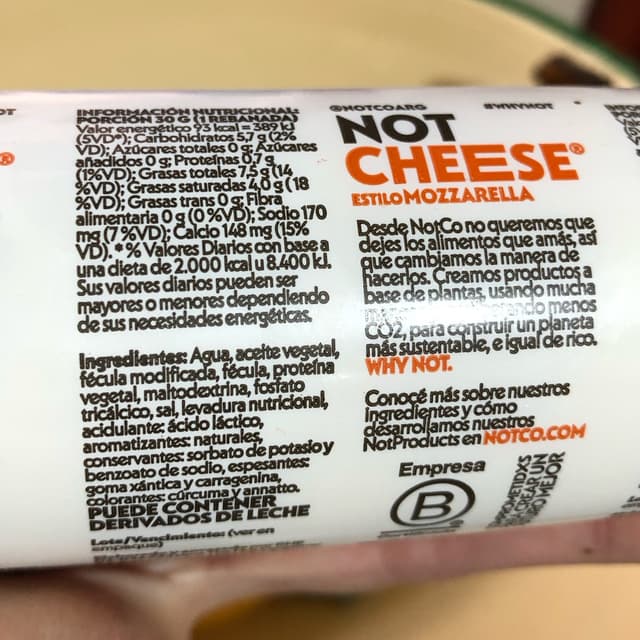 INFORMACIÓN NUTRICIONAL:
PORCIÓN 30 G (1 REBANADA)
Valor energético 93 kcal = 389 kJ
(5VD*); Carbohidratos 5,7 g (2%
VD); Azúcares totales 0 g; Azúcares
añadidos 0 g; Proteínas 0,7 g
(1%VD); Grasas totales 7,5 g (14
%VD); Grasas saturadas 4,0 g (18
%VD); Grasas trans 0 g; Fibra
alimentaria 0 g (0 %VD); Sodio 170
mg (7 %VD); Calcio 148 mg (15%
VD). * % Valores Diarios con base a
una dieta de 2.000 kcal u 8.400 kJ.
Sus valores diarios pueden ser
mayores o menores dependiendo
de sus necesidades energéticas.
Ingredientes: Agua, aceite vegetal,
fécula modificada, fécula, proteína
vegetal, maltodextrina, fosfato
tricálcico, sal, levadura nutricional,
acidulante: ácido láctico,
aromatizantes: naturales,
conservantes: sorbato de potasio y
benzoato de sodio, espesantes:
goma xántica y carragenina,
colorantes: cúrcuma y annatto.
PUEDE CONTENER
DERIVADOS DE LECHE
Lote/Vencimiento: (ver en
empaque)
@NOTCOARG #WHYNOT
NOT
CHEESE®
ESTILO MOZZARELLA
Desde NotCo no queremos que
dejes los alimentos que amás, así
que cambiamos la manera de
hacerlos. Creamos productos a
base de plantas, usando mucha
menos
CO2, para construir un planeta
más sustentable, e igual de rico.
WHY NOT.
Conocé más sobre nuestros
ingredientes y cómo
desarrollamos nuestros
NotProducts en NOTCO.COM
Empresa
B